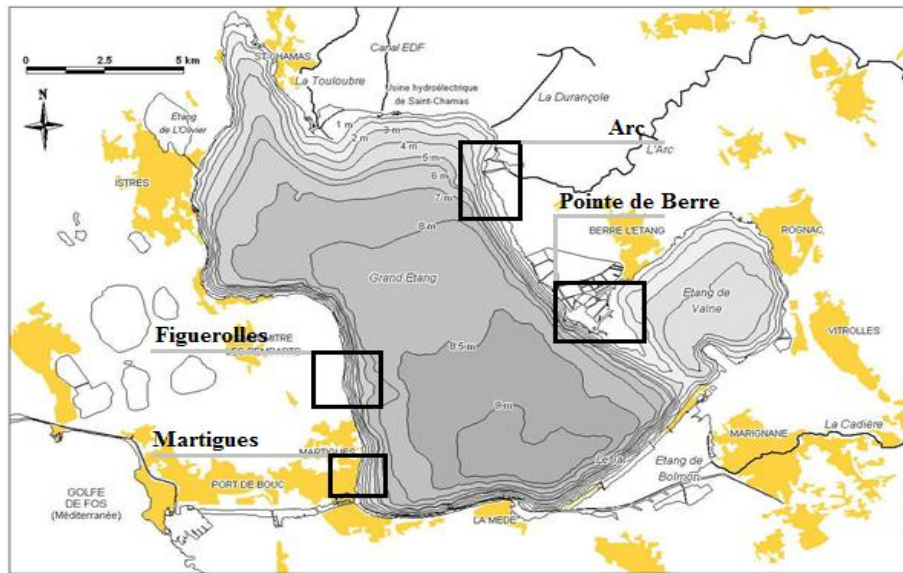 0 2.5 5 km
N
ST-CHAMAS
La Touloubre
Canal EDF
Usine hydroélectrique
de Saint-Chamas
La Durançole
L'Arc
Arc
Etang
de L'Olivier
ISTRES
1 m
2 m
3 m
4 m
5 m
6 m
7 m
8 m
8.5 m
9 m
Grand Etang
Pointe de Berre
BERRE L'ETANG
ROGNAC
Etang de
Vaïne
VITROLLES
Figuerolles
MITRE
LES REMPARTS
Martigues
MARTIGUES
PORT DE BOUC
GOLFE
DE FOS
(Méditerranée)
LA MEDE
Le Jaï
Etang de
Bolmon
MARIGNANE
La Cadière